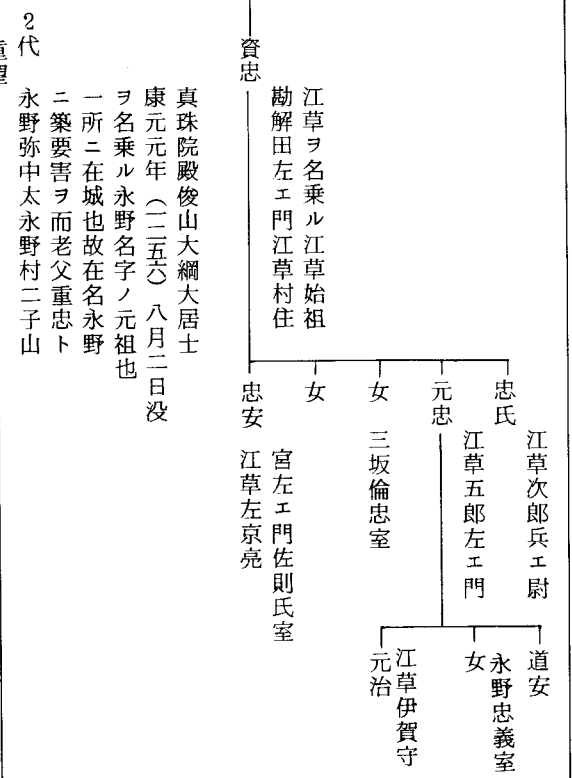 2代
永野弥中太永野村二子山
ニ築要害ヲ而老父重忠ト
一所ニ在城也故在名永野
ヲ名乗ル永野名字ノ元祖也
康元元年（一二五六）八月二日没
真珠院殿俊山大綱大居士
資忠
勘解田左エ門江草村住
江草ヲ名乗ル江草始祖
忠安
江草左京亮
宮左エ門佐則氏室
女
女
三坂倫忠室
元忠
江草五郎左エ門
忠氏
江草次郎兵エ尉
元治
江草伊賀守
女
永野忠義室
道安